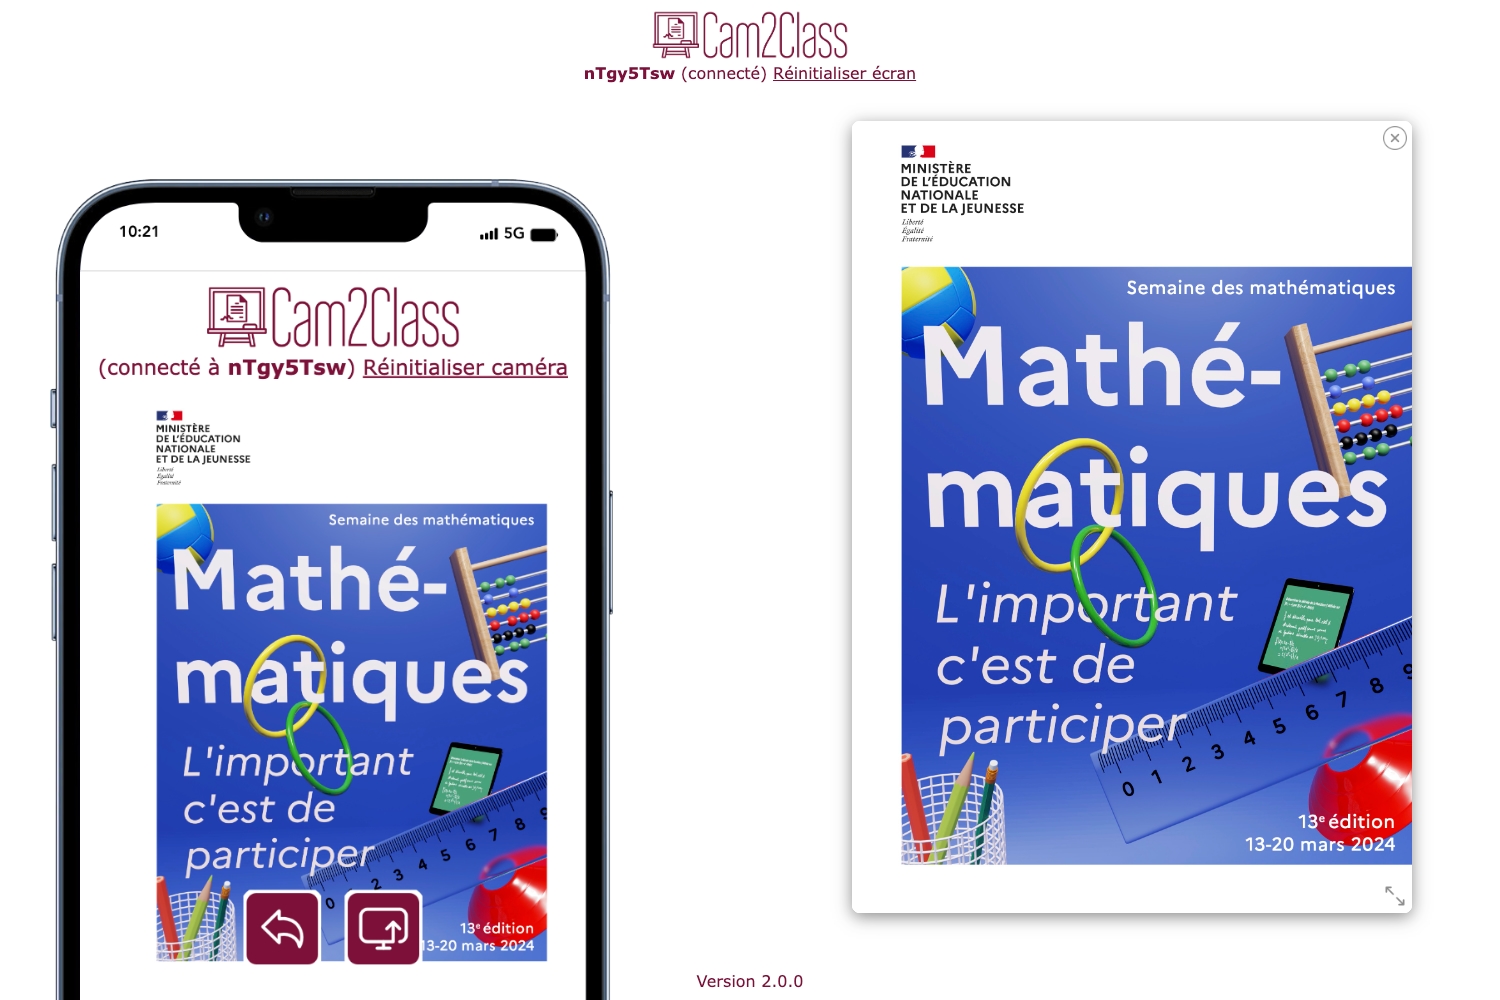 Cam2Class
nTgy5Tsw (connecté) Réinitialiser écran
10:21
5G
Cam2Class
(connecté à nTgy5Tsw) Réinitialiser caméra
MINISTÈRE
DE L'ÉDUCATION
NATIONALE
ET DE LA JEUNESSE
Liberté
Égalité
Fraternité
Semaine des mathématiques
Mathé-
matiques
L'important
c'est de
participer
0 2 3 4 5 6 7 8 9
13e édition
13-20 mars 2024
MINISTÈRE
DE L'ÉDUCATION
NATIONALE
ET DE LA JEUNESSE
Liberté
Égalité
Fraternité
Semaine des mathématiques
Mathé-
matiques
L'important
c'est de
participer
0 1 2 3 4 5 6 7 8 9
13e édition
13-20 mars 2024
Version 2.0.0